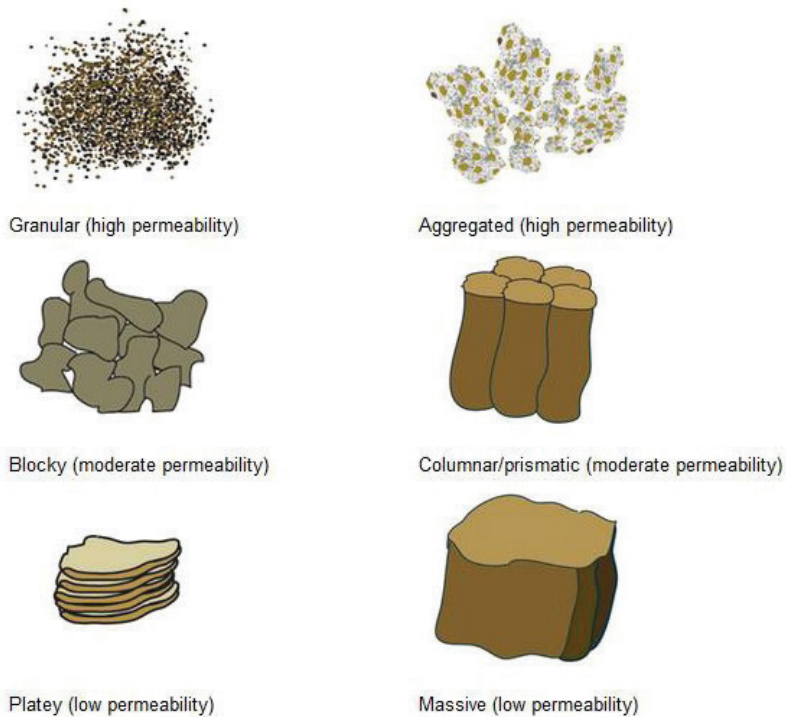 Granular (high permeability)
Aggregated (high permeability)
Blocky (moderate permeability)
Columnar/prismatic (moderate permeability)
Platey (low permeability)
Massive (low permeability)